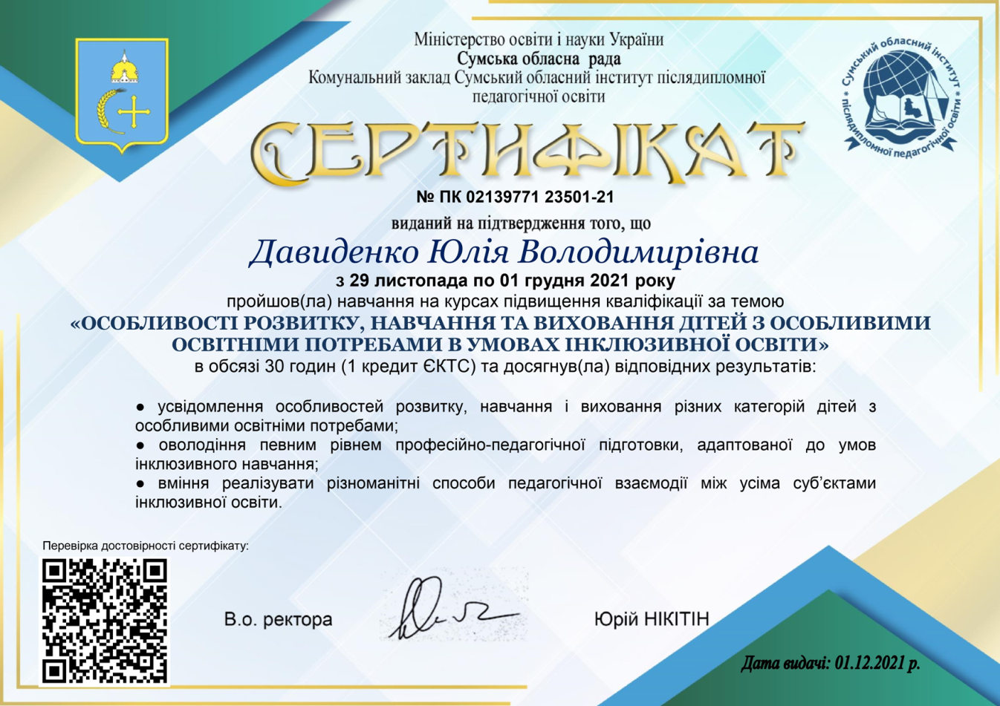 Міністерство освіти і науки України
Сумська обласна рада
Комунальний заклад Сумський обласний інститут післядипломної
педагогічної освіти
* Сумський обласний інститут *
післядипломної педагогічної освіти
СЕРТИФІКАТ
№ ПК 02139771 23501-21
виданий на підтвердження того, що
Давиденко Юлія Володимирівна
з 29 листопада по 01 грудня 2021 року
пройшов(ла) навчання на курсах підвищення кваліфікації за темою
«ОСОБЛИВОСТІ РОЗВИТКУ, НАВЧАННЯ ТА ВИХОВАННЯ ДІТЕЙ З ОСОБЛИВИМИ
ОСВІТНІМИ ПОТРЕБАМИ В УМОВАХ ІНКЛЮЗИВНОЇ ОСВІТИ»
в обсязі 30 годин (1 кредит ЄКТС) та досягнув(ла) відповідних результатів:
● усвідомлення особливостей розвитку, навчання і виховання різних категорій дітей з
особливими освітніми потребами;
● оволодіння певним рівнем професійно-педагогічної підготовки, адаптованої до умов
інклюзивного навчання;
● вміння реалізувати різноманітні способи педагогічної взаємодії між усіма суб’єктами
інклюзивної освіти.
Перевірка достовірності сертифікату:
В.о. ректора
Юрій НІКІТІН
Дата видачі: 01.12.2021 р.